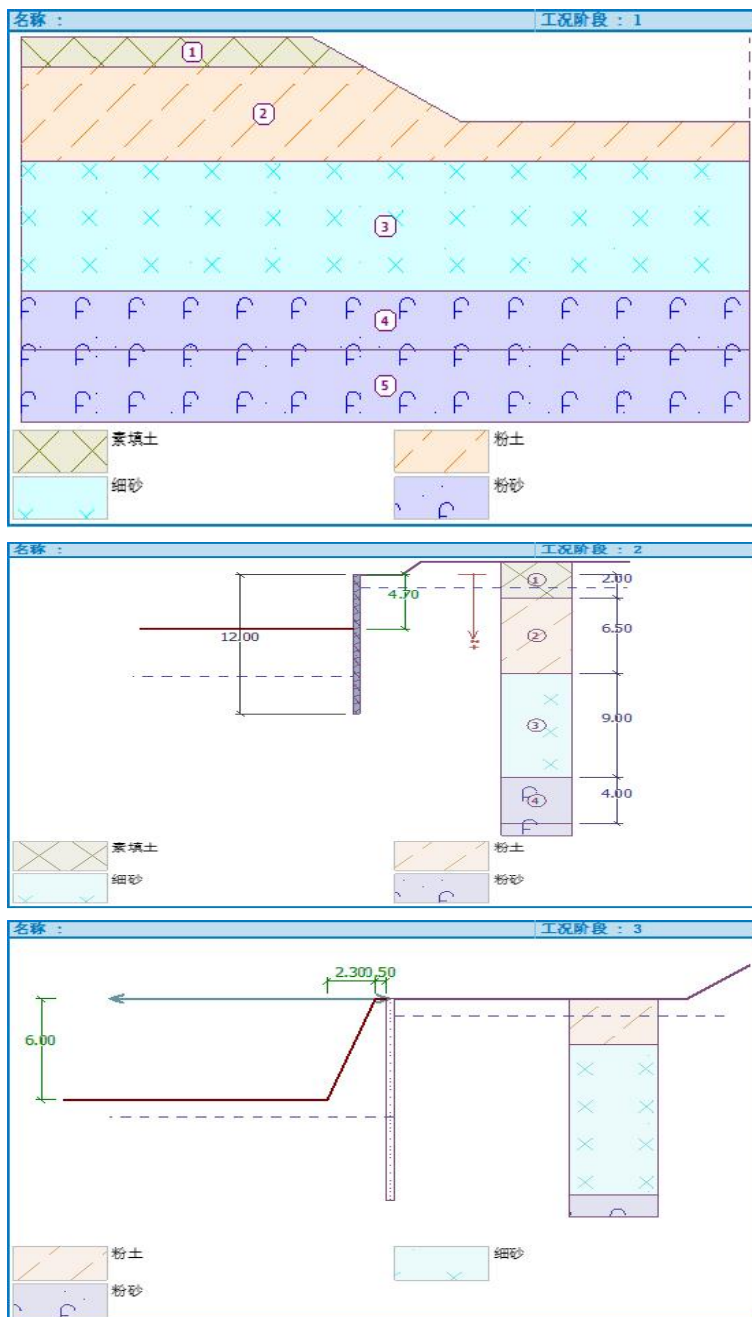 名称 : 工况阶段 : 1
1
2
3
4
5
素填土 粉土
细砂 粉砂
名称 : 工况阶段 : 2
4.70
12.00
+z
1
2
3
4
2.00
6.50
9.00
4.00
素填土 粉土
细砂 粉砂
名称 : 工况阶段 : 3
2.30 0.50
6.00
粉土 细砂
粉砂